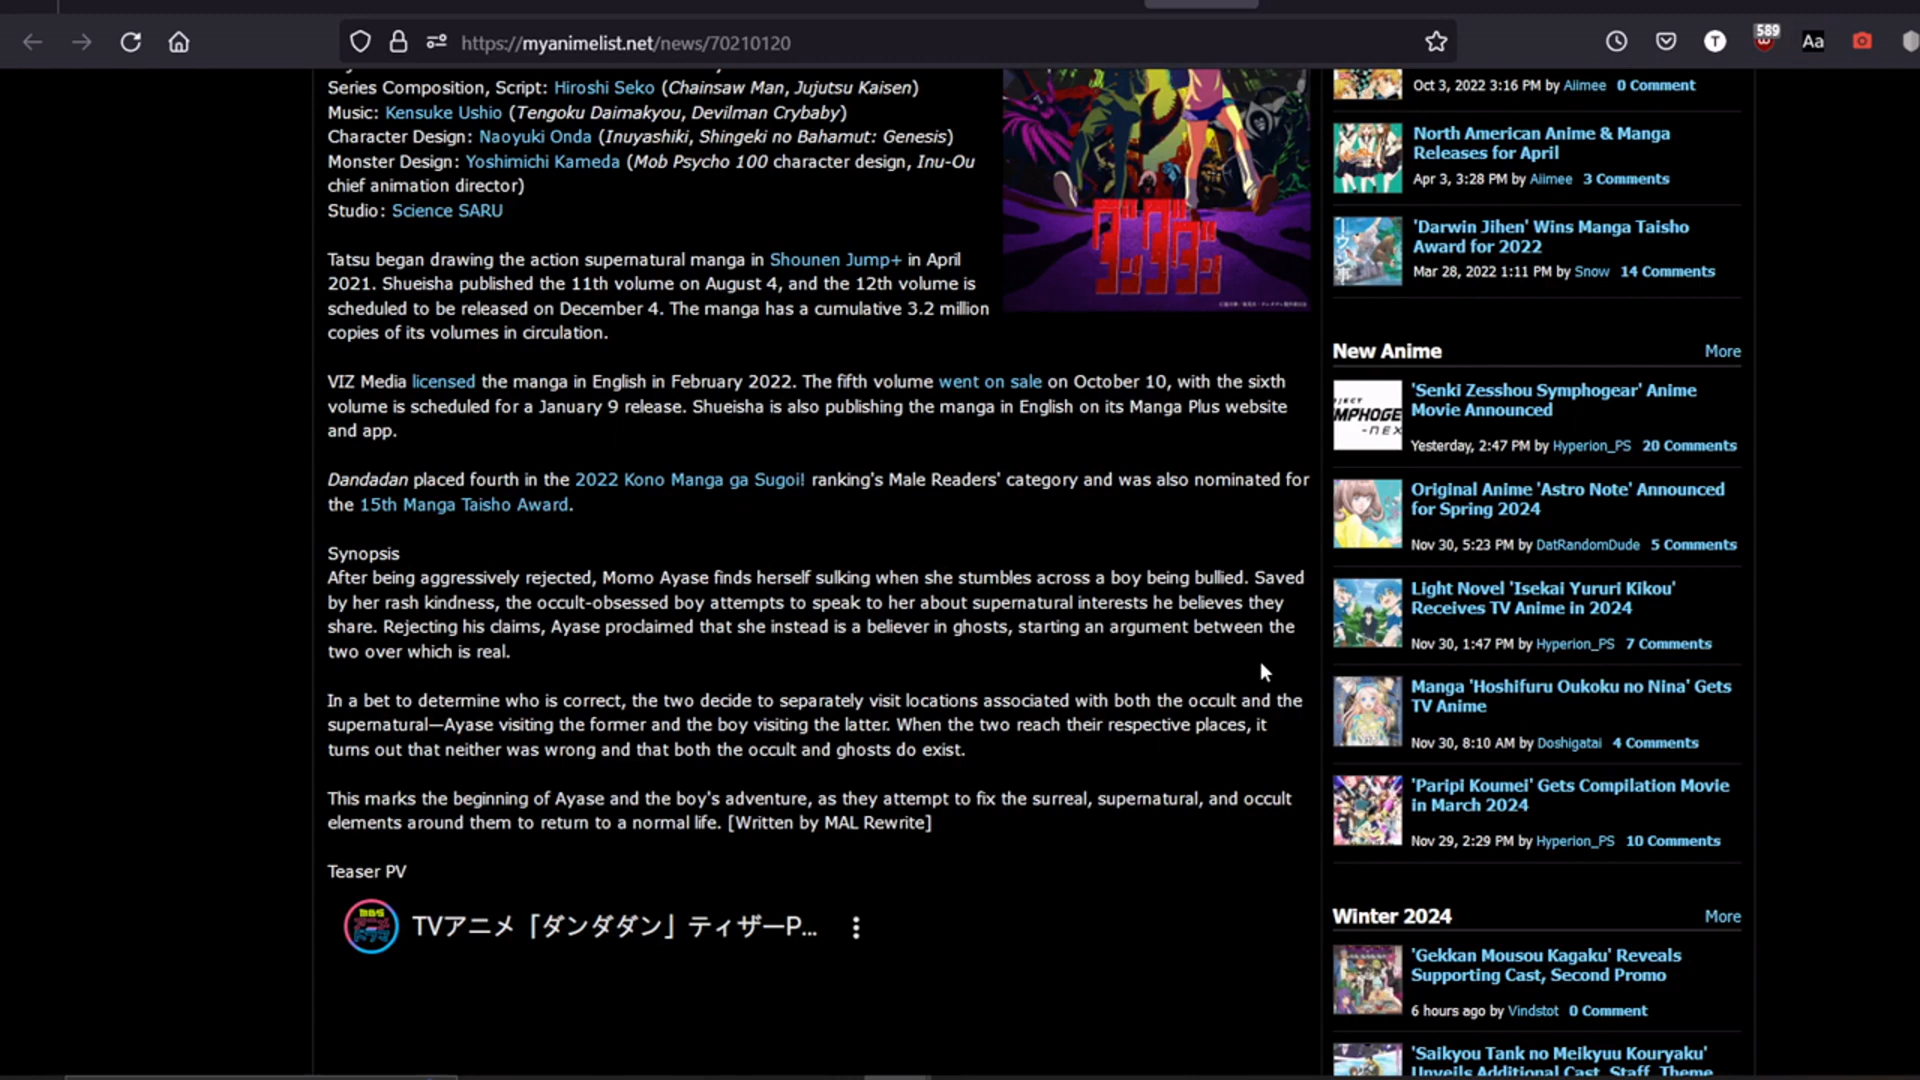 https://myanimelist.net/news/70210120
589
T
Aa
Series Composition, Script: Hiroshi Seko (Chainsaw Man, Jujutsu Kaisen)
Music: Kensuke Ushio (Tengoku Daimakyou, Devilman Crybaby)
Character Design: Naoyuki Onda (Inuyashiki, Shingeki no Bahamut: Genesis)
Monster Design: Yoshimichi Kameda (Mob Psycho 100 character design, Inu-Ou
chief animation director)
Studio: Science SARU
Tatsu began drawing the action supernatural manga in Shounen Jump+ in April
2021. Shueisha published the 11th volume on August 4, and the 12th volume is
scheduled to be released on December 4. The manga has a cumulative 3.2 million
copies of its volumes in circulation.
ダンダダン
VIZ Media licensed the manga in English in February 2022. The fifth volume went on sale on October 10, with the sixth
volume is scheduled for a January 9 release. Shueisha is also publishing the manga in English on its Manga Plus website
and app.
Dandadan placed fourth in the 2022 Kono Manga ga Sugoi! ranking's Male Readers' category and was also nominated for
the 15th Manga Taisho Award.
Synopsis
After being aggressively rejected, Momo Ayase finds herself sulking when she stumbles across a boy being bullied. Saved
by her rash kindness, the occult-obsessed boy attempts to speak to her about supernatural interests he believes they
share. Rejecting his claims, Ayase proclaimed that she instead is a believer in ghosts, starting an argument between the
two over which is real.
In a bet to determine who is correct, the two decide to separately visit locations associated with both the occult and the
supernatural—Ayase visiting the former and the boy visiting the latter. When the two reach their respective places, it
turns out that neither was wrong and that both the occult and ghosts do exist.
This marks the beginning of Ayase and the boy's adventure, as they attempt to fix the surreal, supernatural, and occult
elements around them to return to a normal life. [Written by MAL Rewrite]
Teaser PV
TVアニメ「ダンダダン」ティザーP...
Oct 3, 2022 3:16 PM by Aiimee 0 Comment
North American Anime & Manga
Releases for April
Apr 3, 3:28 PM by Aiimee 3 Comments
'Darwin Jihen' Wins Manga Taisho
Award for 2022
Mar 28, 2022 1:11 PM by Snow 14 Comments
New Anime More
MPHOGE
-NEX
'Senki Zesshou Symphogear' Anime
Movie Announced
Yesterday, 2:47 PM by Hyperion_PS 20 Comments
Original Anime 'Astro Note' Announced
for Spring 2024
Nov 30, 5:23 PM by DatRandomDude 5 Comments
Light Novel 'Isekai Yururi Kikou'
Receives TV Anime in 2024
Nov 30, 1:47 PM by Hyperion_PS 7 Comments
Manga 'Hoshifuru Oukoku no Nina' Gets
TV Anime
Nov 30, 8:10 AM by Doshigatai 4 Comments
'Paripi Koumei' Gets Compilation Movie
in March 2024
Nov 29, 2:29 PM by Hyperion_PS 10 Comments
Winter 2024 More
'Gekkan Mousou Kagaku' Reveals
Supporting Cast, Second Promo
6 hours ago by Vindstot 0 Comment
'Saikyou Tank no Meikyuu Kouryaku'
Unveils Additional Cast, Staff, Theme